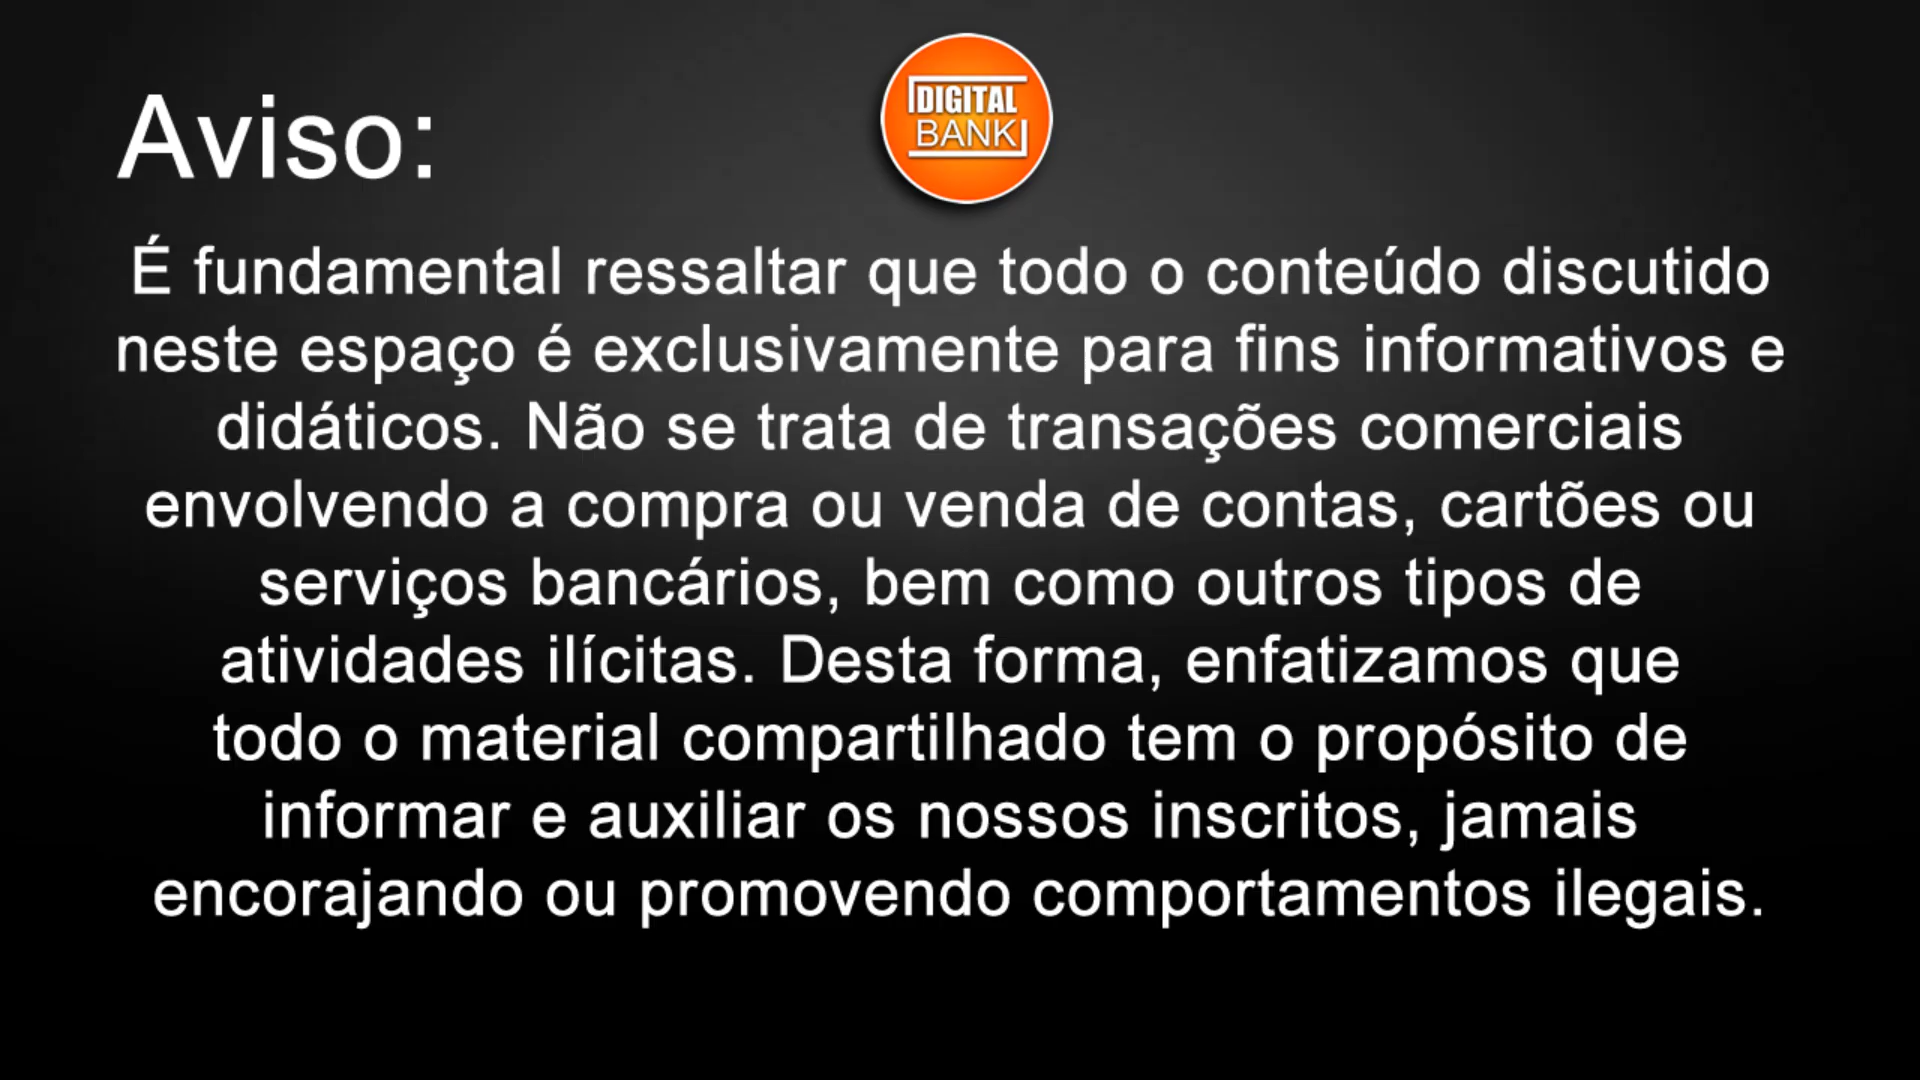 DIGITAL
BANK
Aviso:
É fundamental ressaltar que todo o conteúdo discutido
neste espaço é exclusivamente para fins informativos e
didáticos. Não se trata de transações comerciais
envolvendo a compra ou venda de contas, cartões ou
serviços bancários, bem como outros tipos de
atividades ilícitas. Desta forma, enfatizamos que
todo o material compartilhado tem o propósito de
informar e auxiliar os nossos inscritos, jamais
encorajando ou promovendo comportamentos ilegais.